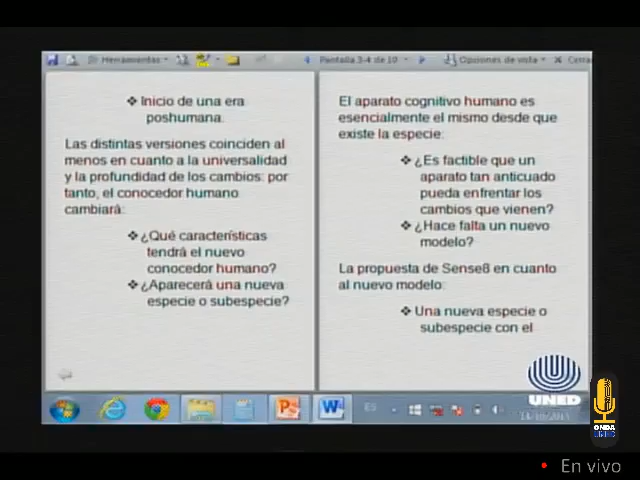 Herramientas
Pantalla 3-4 de 10
Opciones de vista
❖ Inicio de una era
poshumana.
Las distintas versiones coinciden al
menos en cuanto a la universalidad
y la profundidad de los cambios: por
tanto, el conocedor humano
cambiará:
❖ ¿Qué características
tendrá el nuevo
conocedor humano?
❖ ¿Aparecerá una nueva
especie o subespecie?
El aparato cognitivo humano es
esencialmente el mismo desde que
existe la especie:
❖ ¿Es factible que un
aparato tan anticuado
pueda enfrentar los
cambios que vienen?
❖ ¿Hace falta un nuevo
modelo?
La propuesta de Sense8 en cuanto
al nuevo modelo:
❖ Una nueva especie o
subespecie con el
ES
UNED
ONDA
UNED
En vivo